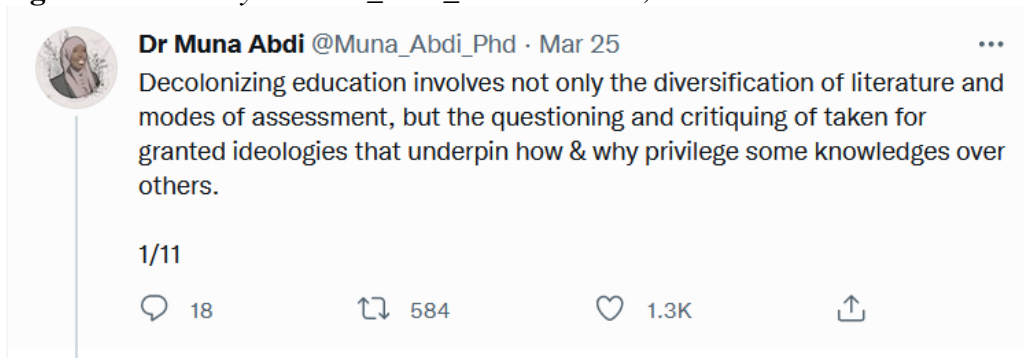 Dr Muna Abdi @Muna_Abdi_Phd · Mar 25
Decolonizing education involves not only the diversification of literature and
modes of assessment, but the questioning and critiquing of taken for
granted ideologies that underpin how & why privilege some knowledges over
others.
1/11
18 584 1.3K